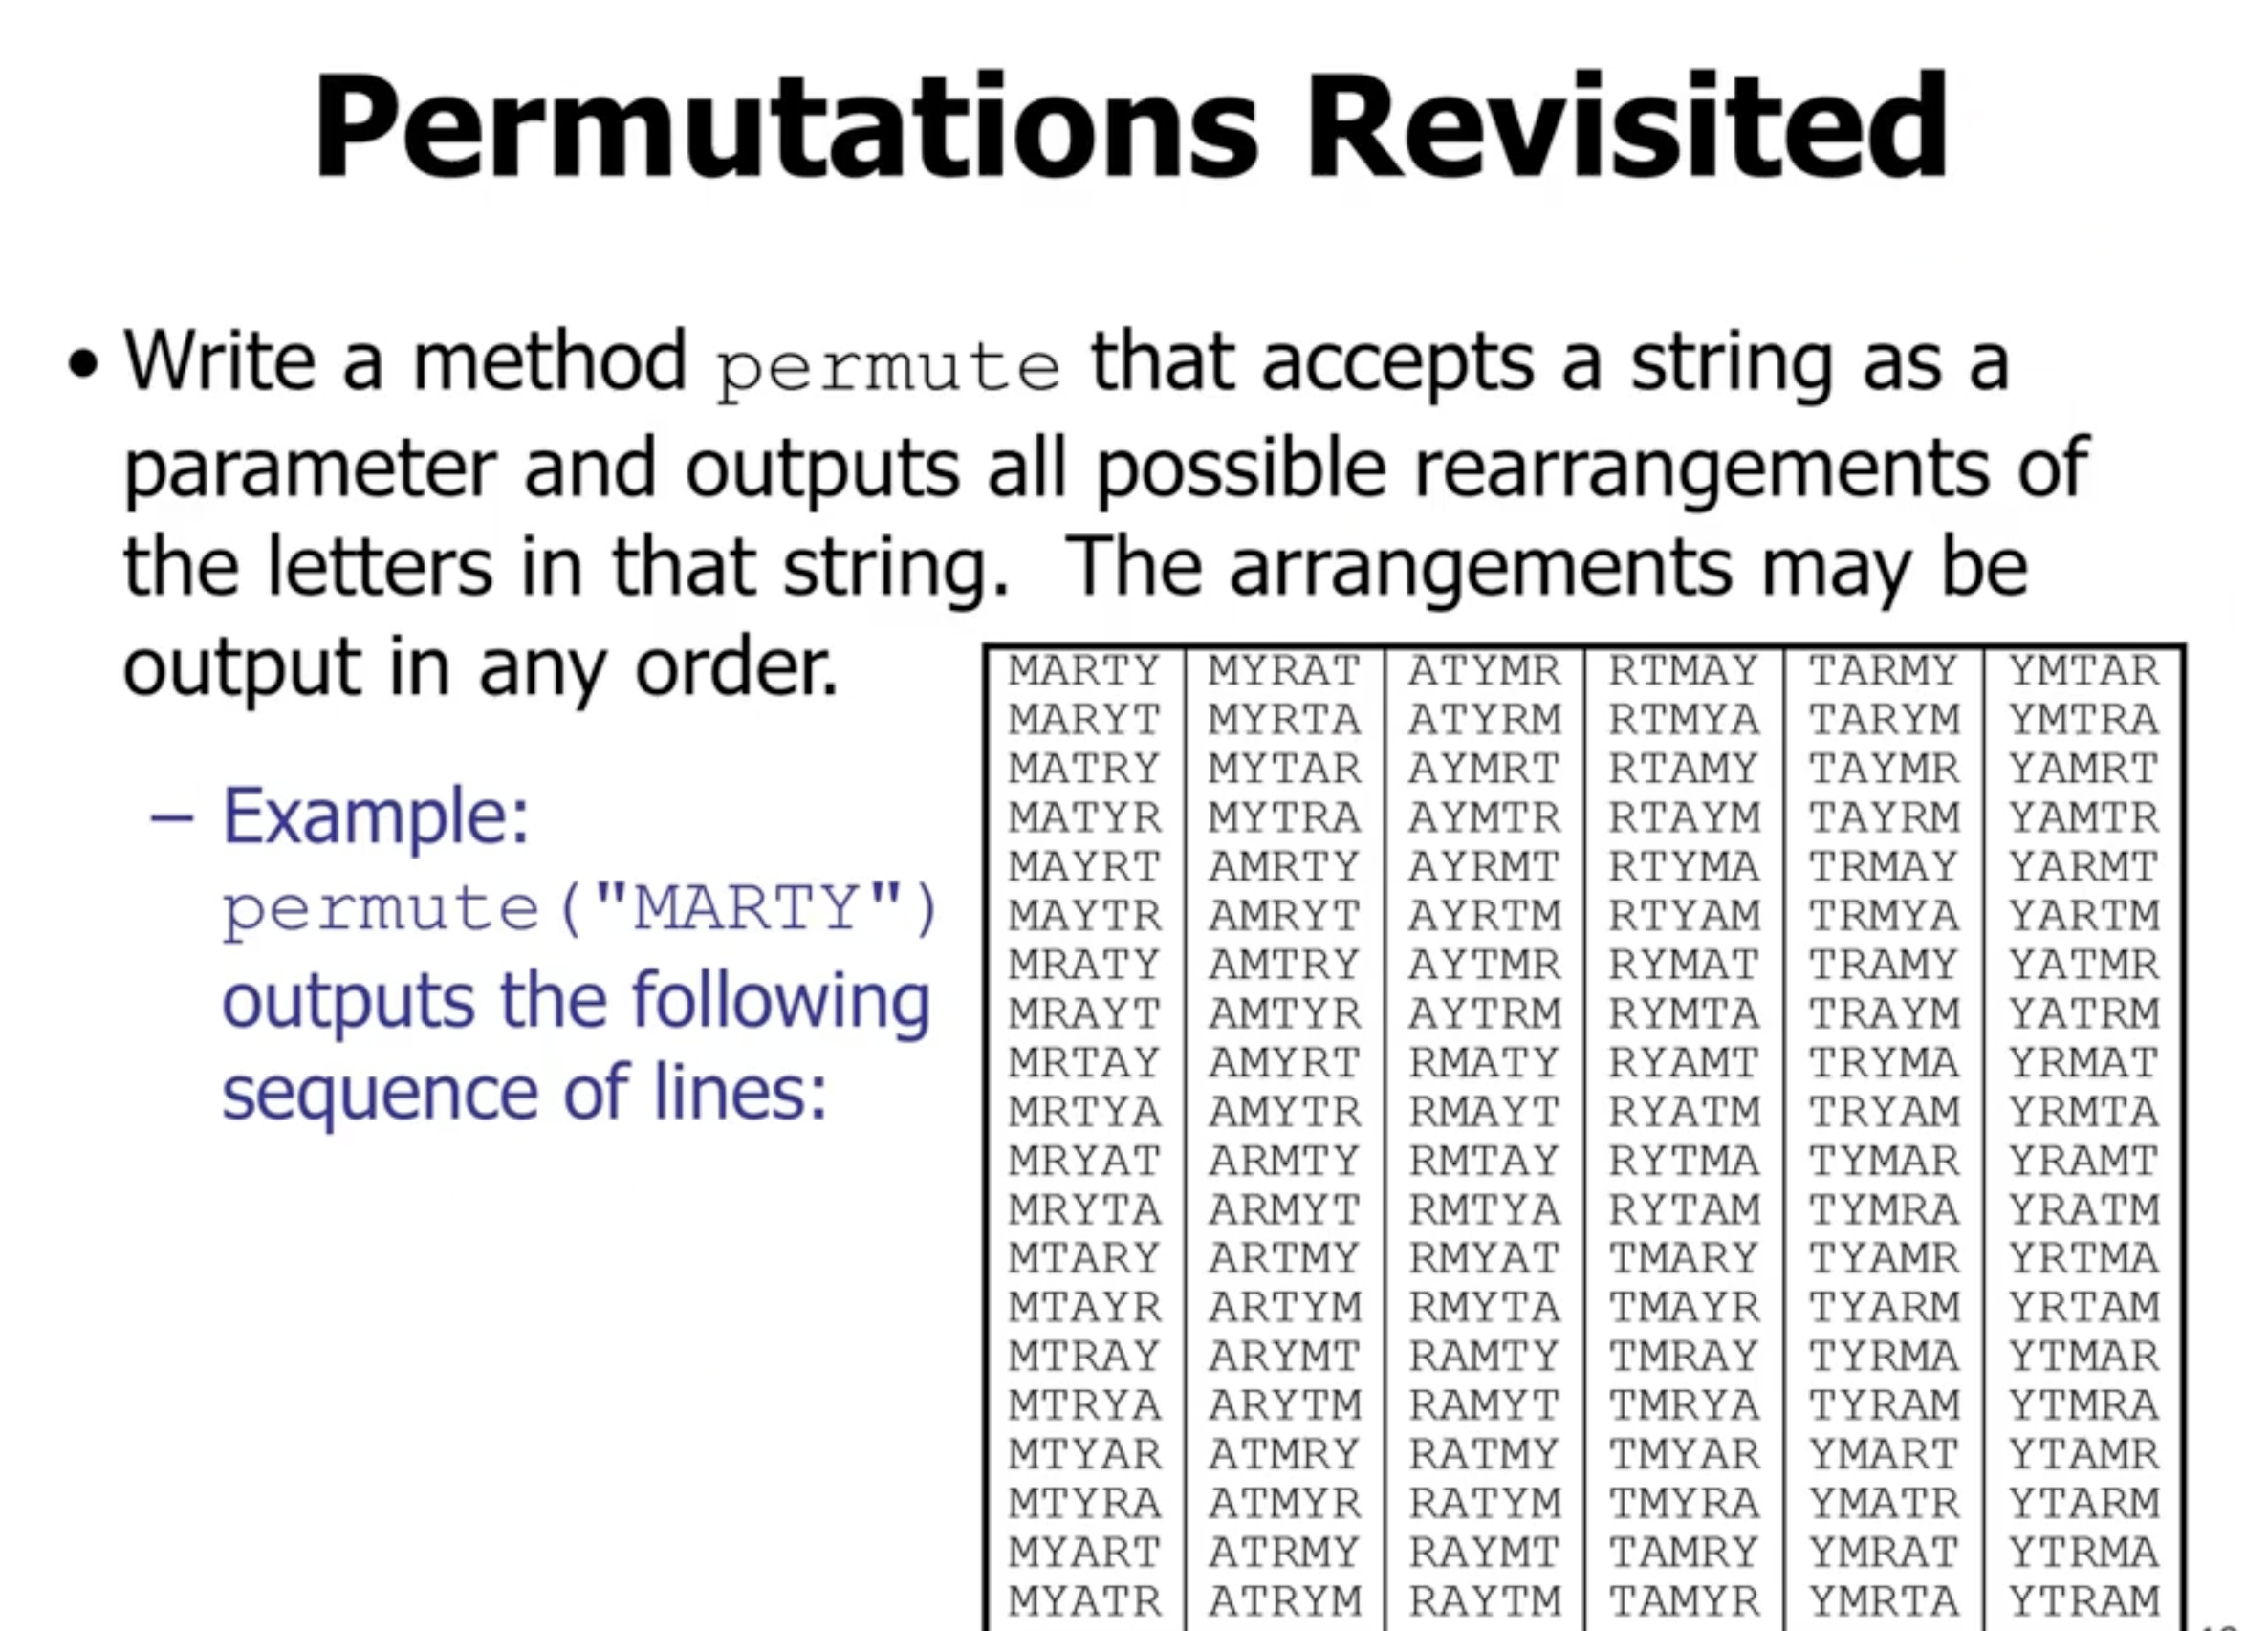 Permutations Revisited
• Write a method permute that accepts a string as a
parameter and outputs all possible rearrangements of
the letters in that string.  The arrangements may be
output in any order.
– Example:
permute("MARTY")
outputs the following
sequence of lines:
MARTY MYRAT ATYMR RTMAY TARMY YMTAR
MARYT MYRTA ATYRM RTMYA TARYM YMTRA
MATRY MYTAR AYMRT RTAMY TAYMR YAMRT
MATYR MYTRA AYMTR RTAYM TAYRM YAMTR
MAYRT AMRTY AYRMT RTYMA TRMAY YARMT
MAYTR AMRYT AYRTM RTYAM TRMYA YARTM
MRATY AMTRY AYTMR RYMAT TRAMY YATMR
MRAYT AMTYR AYTRM RYMTA TRAYM YATRM
MRTAY AMYRT RMATY RYAMT TRYMA YRMAT
MRTYA AMYTR RMAYT RYATM TRYAM YRMTA
MRYAT ARMTY RMTAY RYTMA TYMAR YRAMT
MRYTA ARMYT RMTYA RYTAM TYMRA YRATM
MTARY ARTMY RMYAT TMARY TYAMR YRTMA
MTAYR ARTYM RMYTA TMAYR TYARM YRTAM
MTRAY ARYMT RAMTY TMRAY TYRMA YTMAR
MTRYA ARYTM RAMYT TMRYA TYRAM YTMRA
MTYAR ATMRY RATMY TMYAR YMART YTAMR
MTYRA ATMYR RATYM TMYRA YMATR YTARM
MYART ATRMY RAYMT TAMRY YMRAT YTRMA
MYATR ATRYM RAYTM TAMYR YMRTA YTRAM